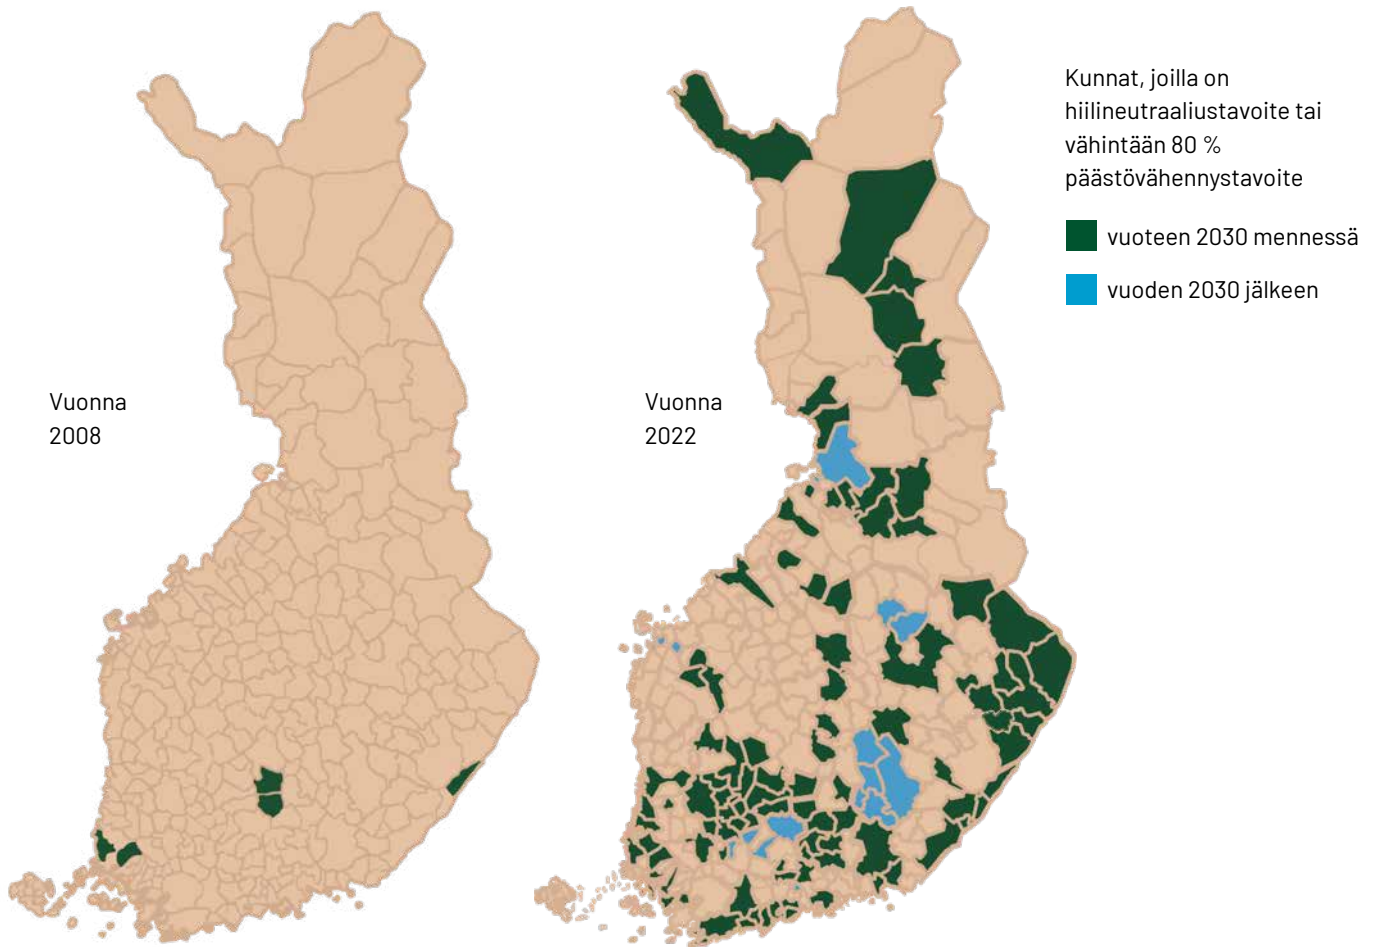 Kunnat, joilla on
hiilineutraaliustavoite tai
vähintään 80 %
päästövähennystavoite
vuoteen 2030 mennessä
vuoden 2030 jälkeen
Vuonna
2008
Vuonna
2022